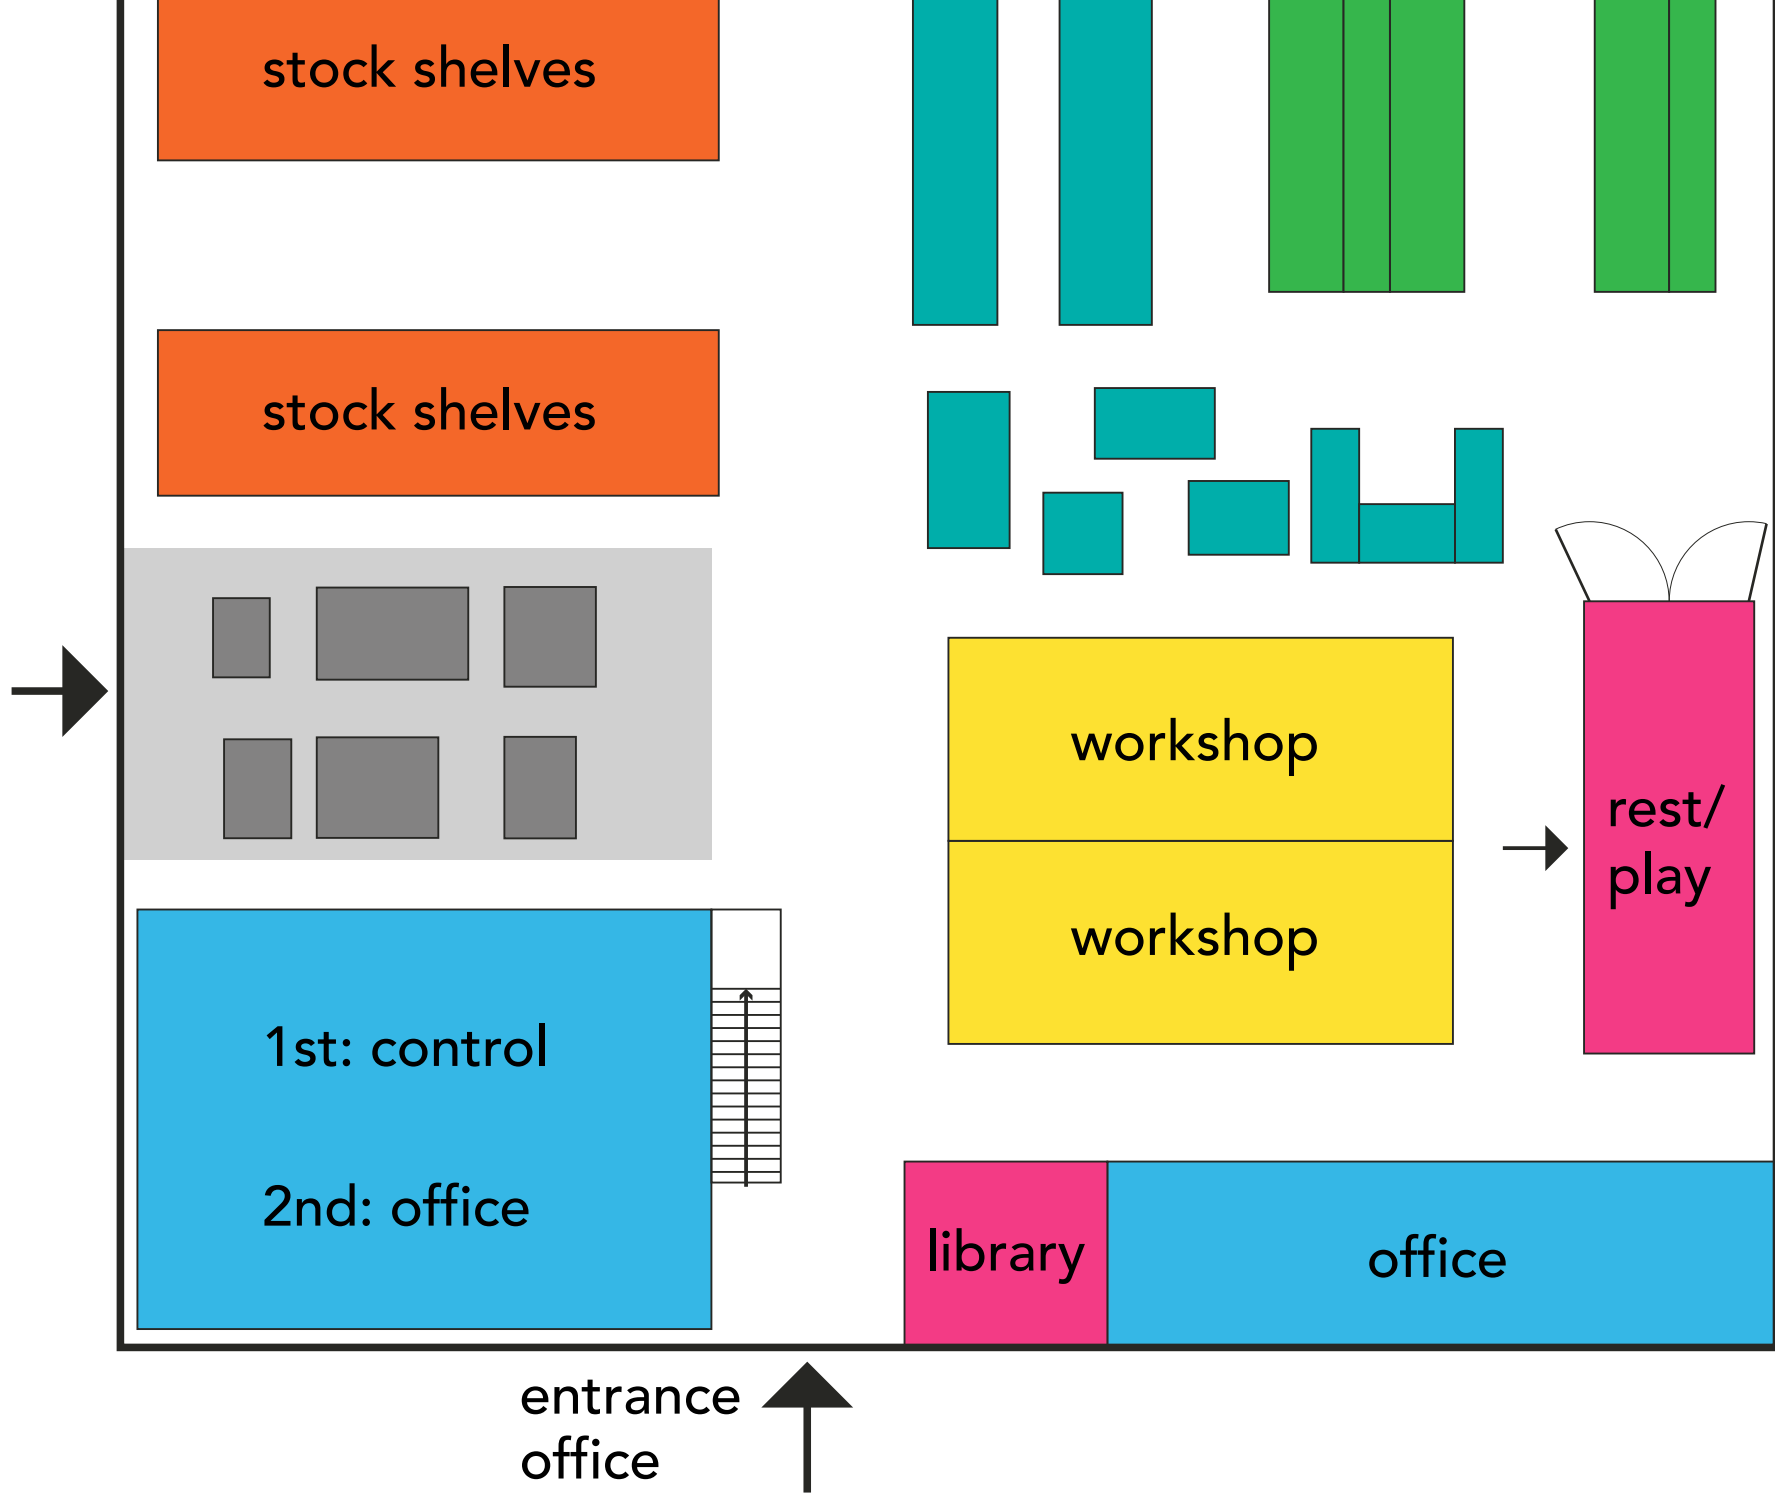 stock shelves
stock shelves
workshop
workshop
rest/
play
1st: control
2nd: office
library
office
entrance
office